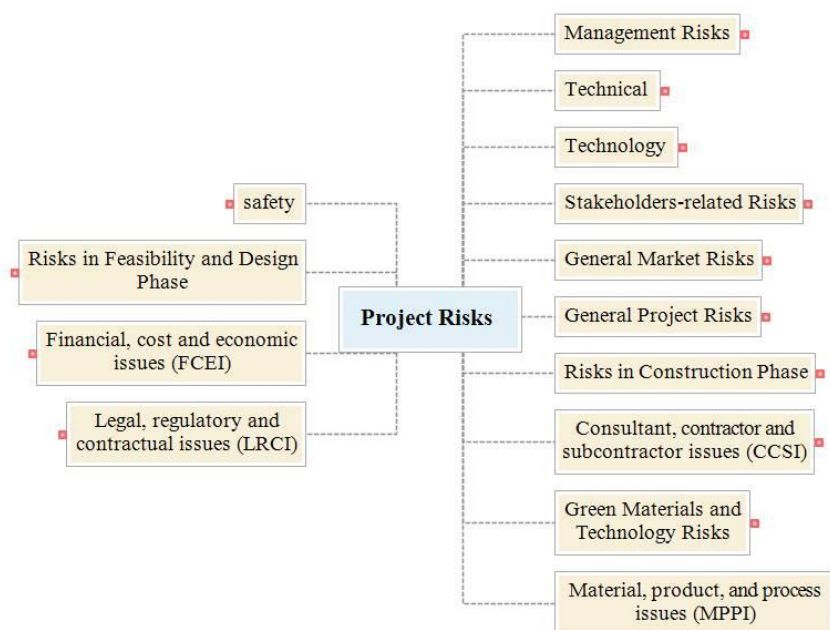 Management Risks
Technical
Technology
Stakeholders-related Risks
General Market Risks
General Project Risks
Risks in Construction Phase
Consultant, contractor and
subcontractor issues (CCSI)
Green Materials and
Technology Risks
Material, product, and process
issues (MPPI)
Project Risks
safety
Risks in Feasibility and Design
Phase
Financial, cost and economic
issues (FCEI)
Legal, regulatory and
contractual issues (LRCI)